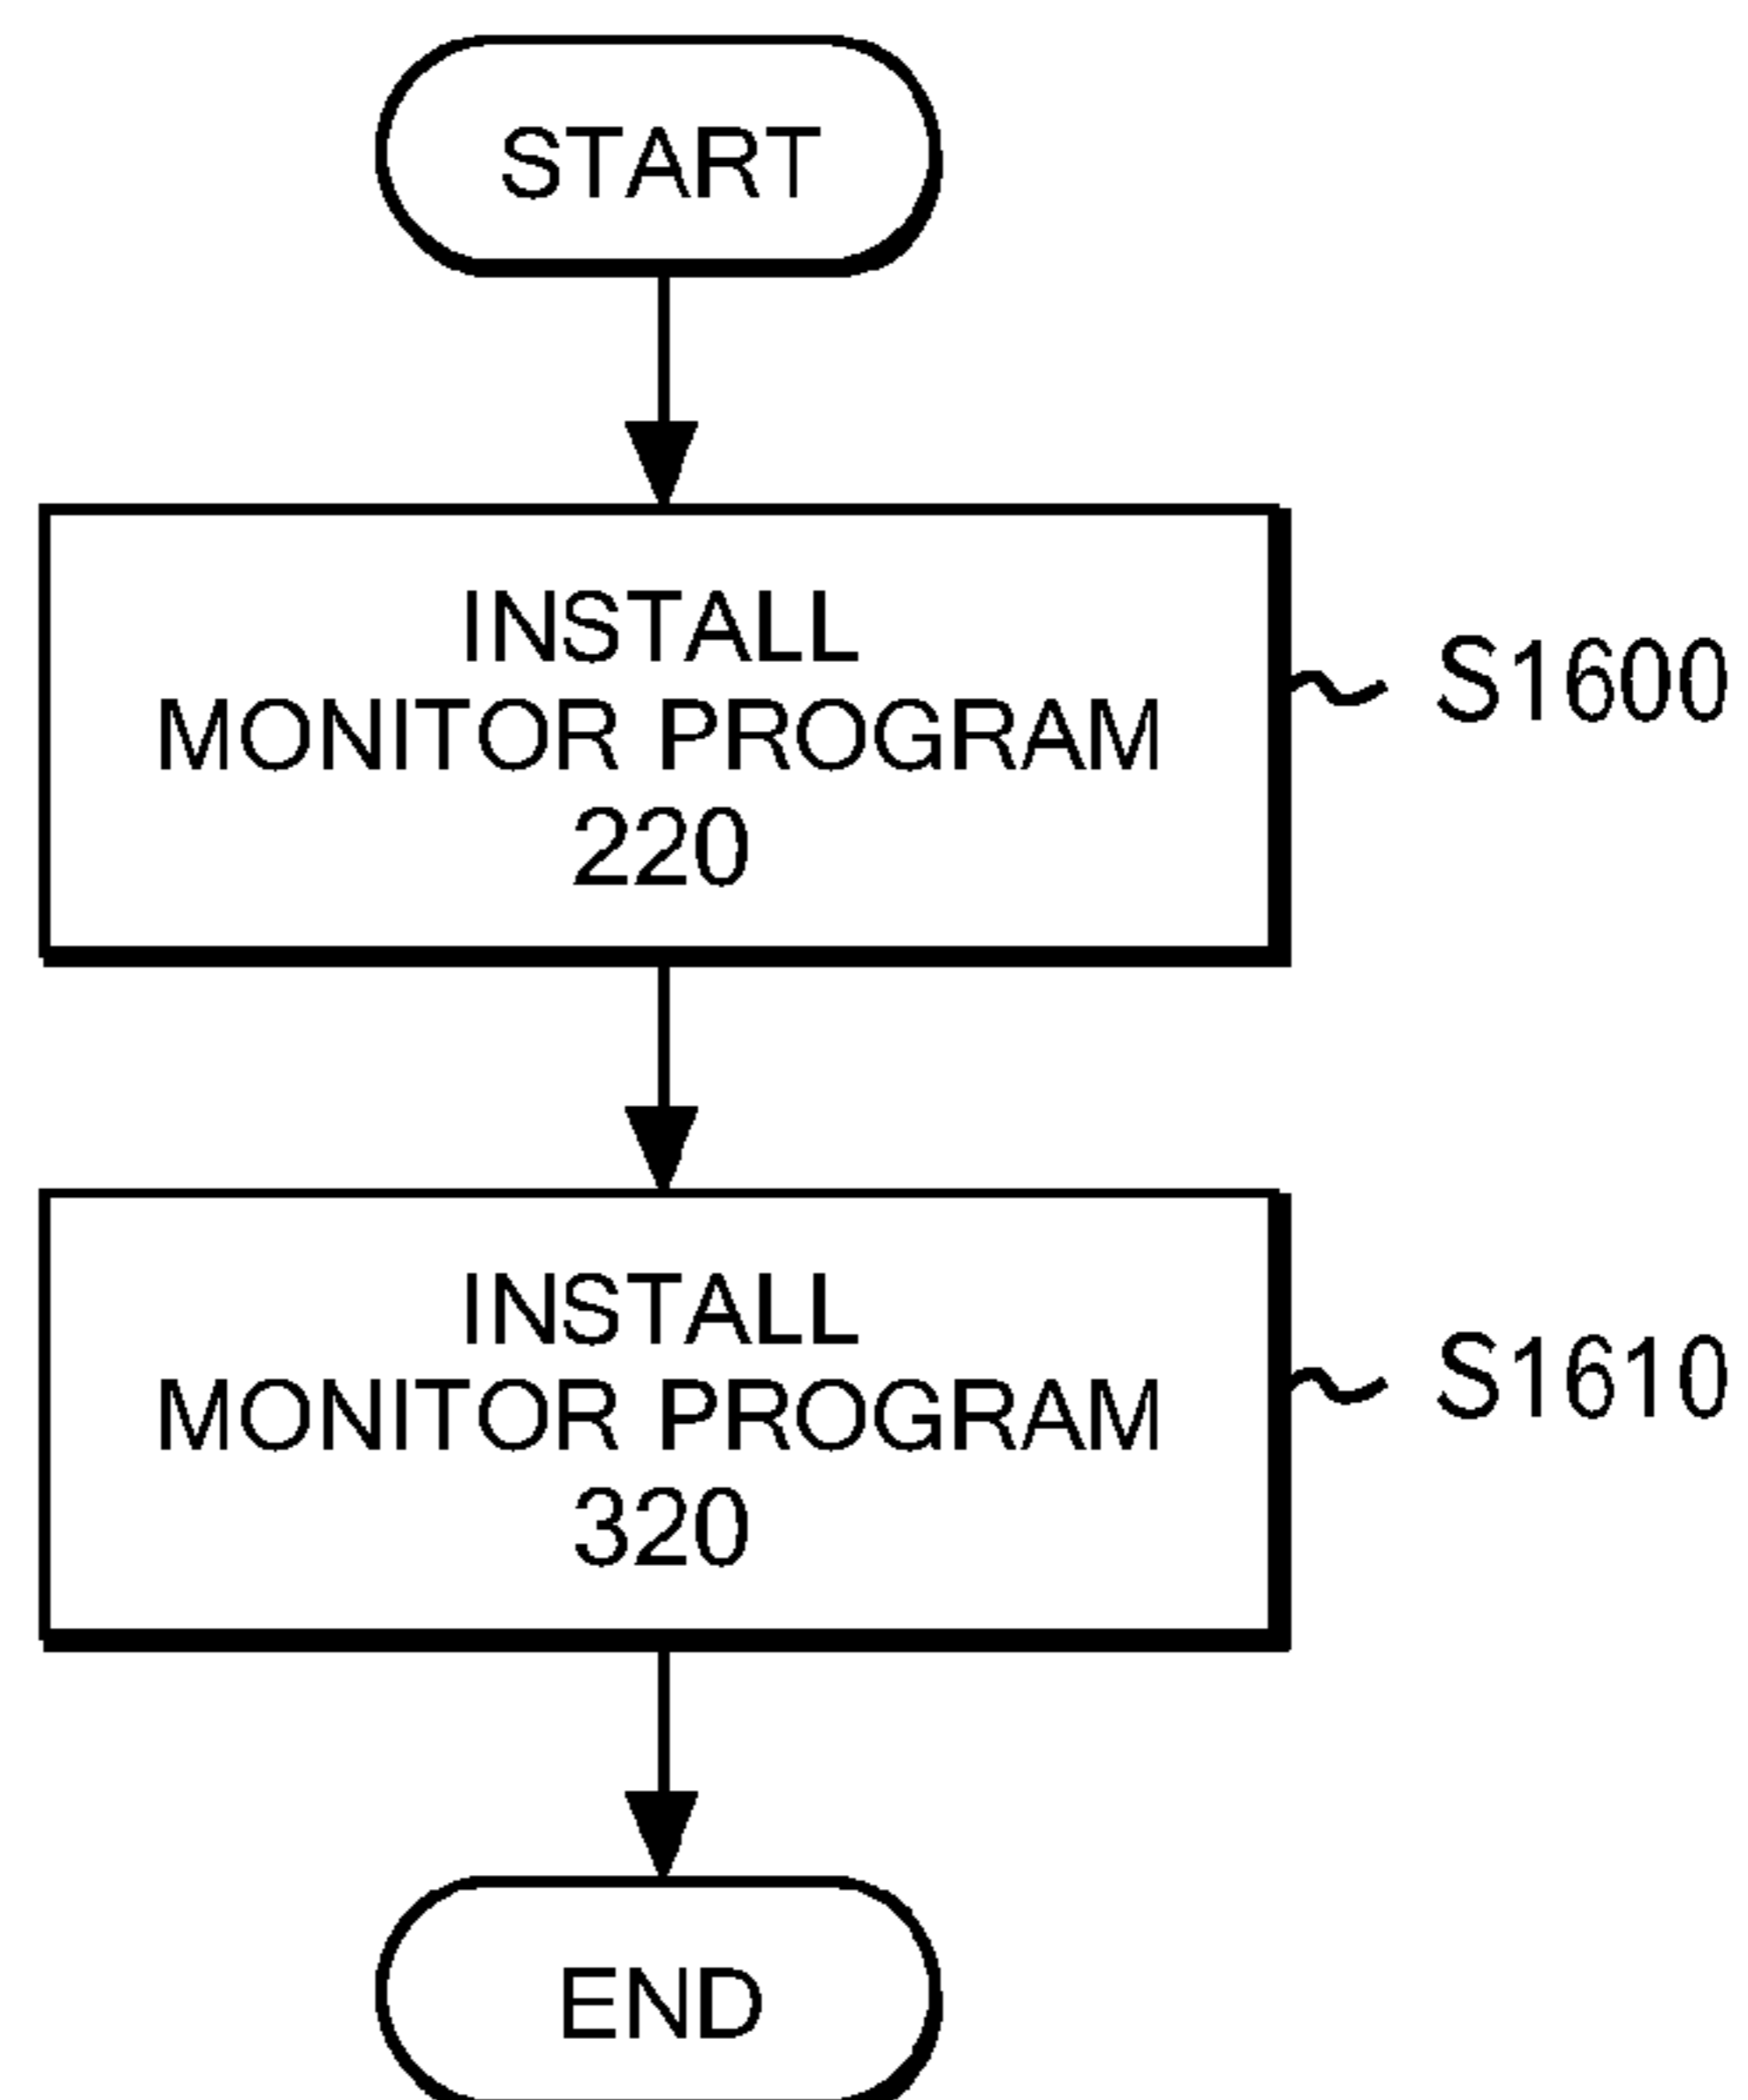 START
INSTALL
MONITOR PROGRAM
220
S1600
INSTALL
MONITOR PROGRAM
320
S1610
END